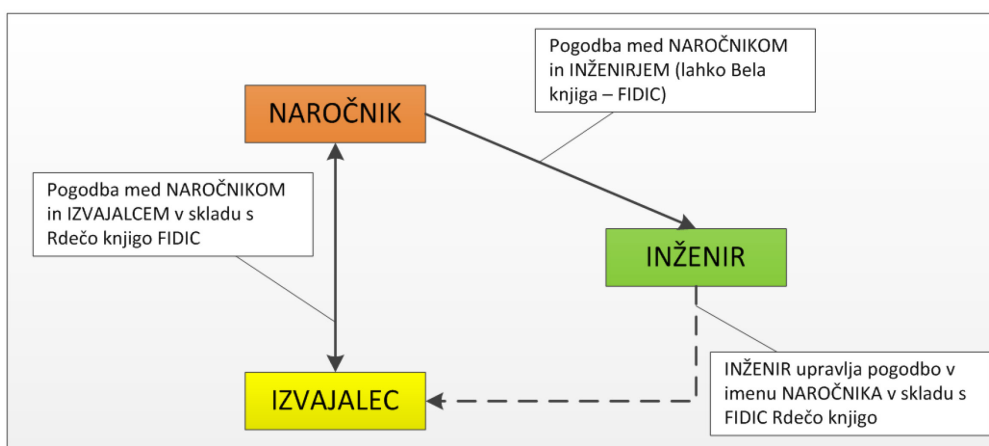 Pogodba med NAROČNIKOM
in INŽENIRJEM (lahko Bela
knjiga – FIDIC)
NAROČNIK
Pogodba med NAROČNIKOM
in IZVAJALCEM v skladu s
Rdečo knjigo FIDIC
INŽENIR
IZVAJALEC
INŽENIR upravlja pogodbo v
imenu NAROČNIKA v skladu s
FIDIC Rdečo knjigo